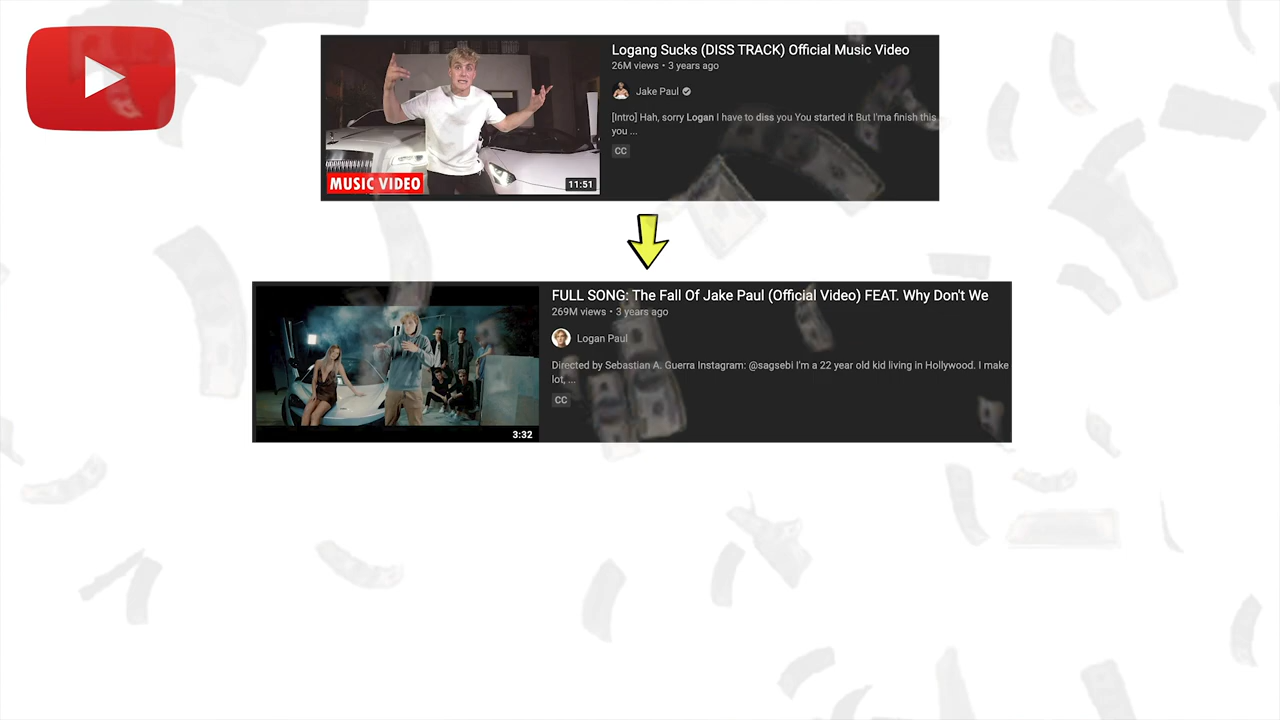 Logang Sucks (DISS TRACK) Official Music Video
26M views • 3 years ago
Jake Paul
[Intro] Hah, sorry Logan I have to diss you You started it But I'ma finish this
you ...
CC
MUSIC VIDEO
11:51
FULL SONG: The Fall Of Jake Paul (Official Video) FEAT. Why Don't We
269M views • 3 years ago
Logan Paul
Directed by Sebastian A. Guerra Instagram: @sagsebi I'm a 22 year old kid living in Hollywood. I make
lot, ...
CC
3:32